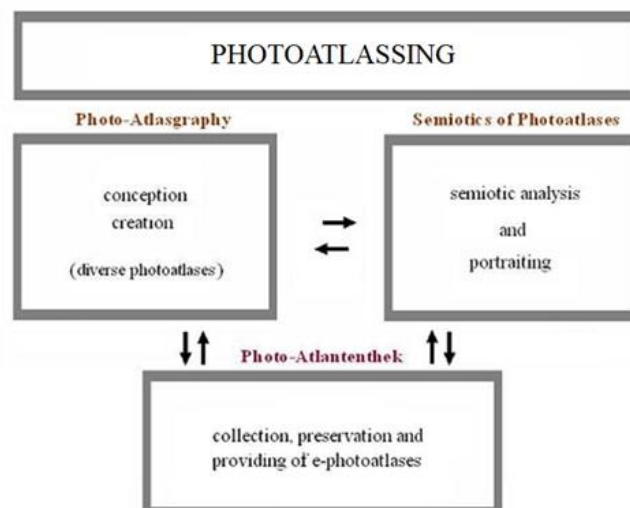 PHOTOATLASSING
Photo-Atlasgraphy
conception
creation
(diverse photoatlases)
Semiotics of Photoatlases
semiotic analysis
and
portraiting
Photo-Atlantenthek
collection, preservation and
providing of e-photoatlases